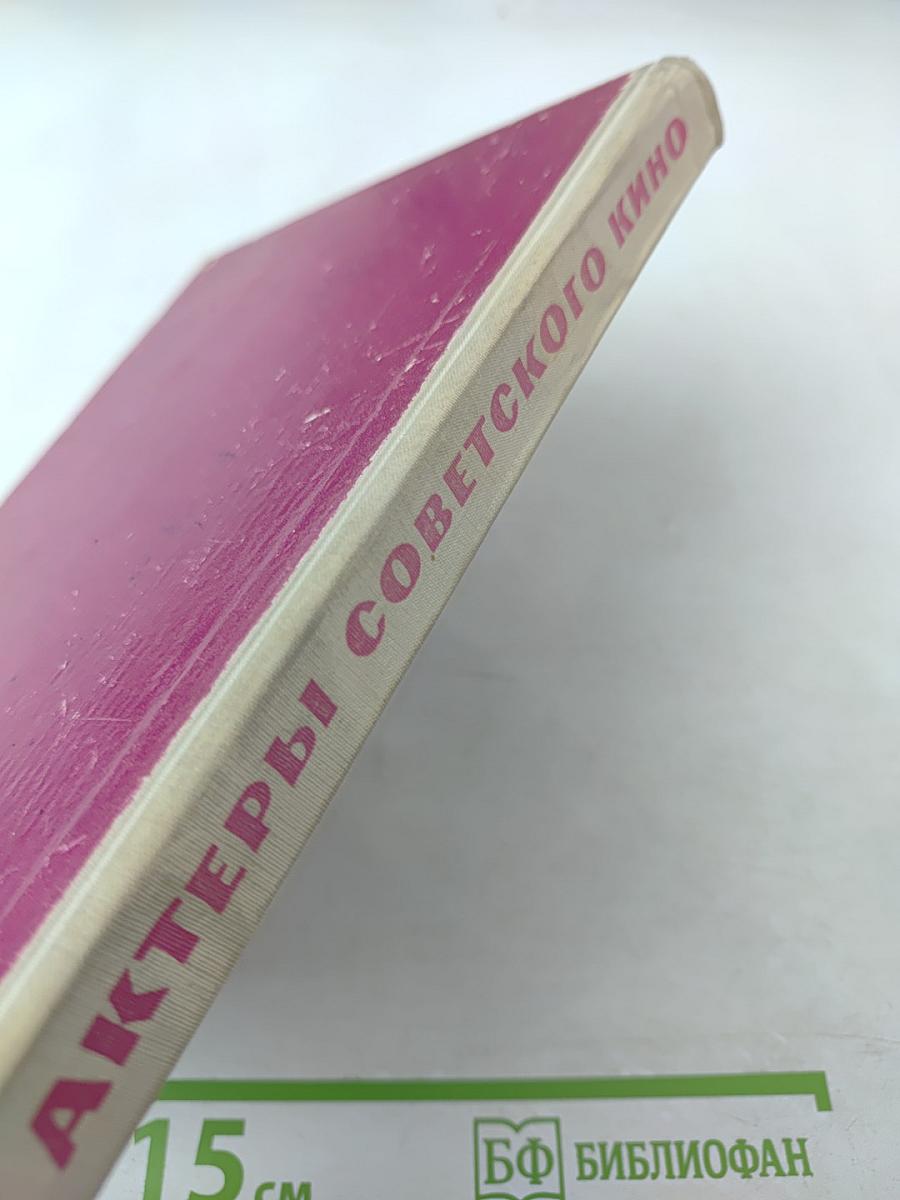 АКТЕРЫ СОВЕТСКОГО КИНО
15 см
БФ БИБЛИОФАН